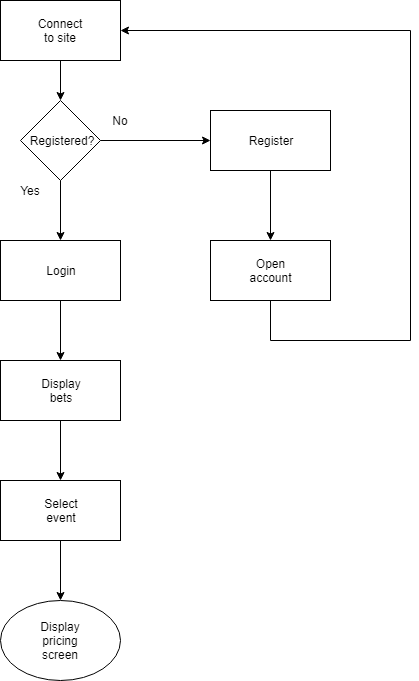 Connect
to site
Registered?
No
Register
Yes
Login
Open
account
Display
bets
Select
event
Display
pricing
screen